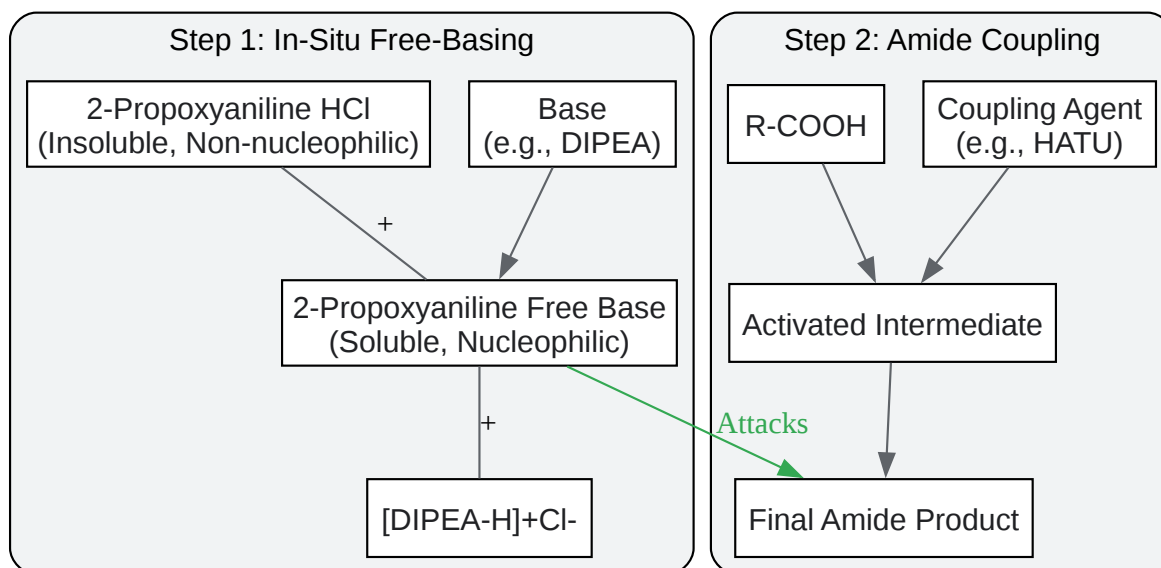 Step 1: In-Situ Free-Basing
2-Propoxyaniline HCl
(Insoluble, Non-nucleophilic)
Base
(e.g., DIPEA)
+
2-Propoxyaniline Free Base
(Soluble, Nucleophilic)
+
[DIPEA-H]+Cl-
Step 2: Amide Coupling
R-COOH
Coupling Agent
(e.g., HATU)
Activated Intermediate
Attacks
Final Amide Product